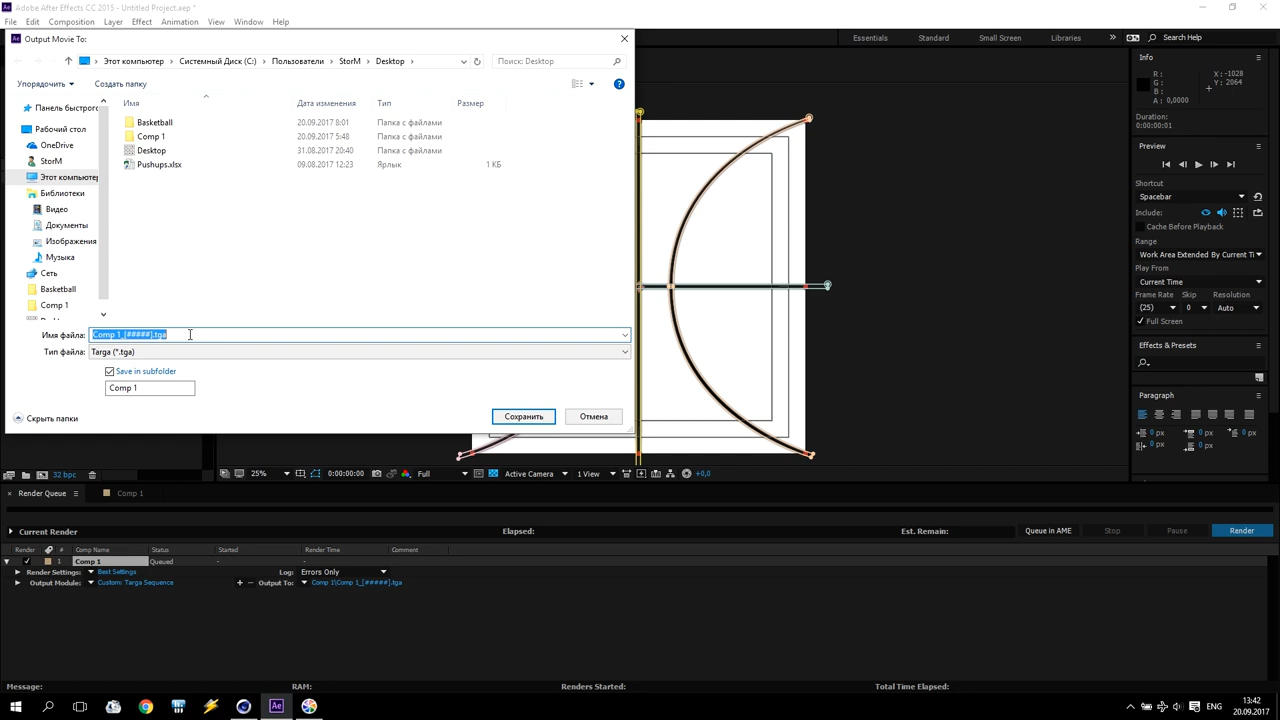 Adobe After Effects CC 2015 - Untitled Project.aep *
File Edit Composition Layer Effect Animation View Window Help
Output Movie To:
Essentials Standard Small Screen Libraries Search Help
Этот компьютер Системный Диск (C:) Пользователи StorM Desktop
Поиск: Desktop
Упорядочить Создать папку
Имя Дата изменения Тип Размер
Basketball 20.09.2017 8:01 Папка с файлами
Comp 1 20.09.2017 5:48 Папка с файлами
Desktop 31.08.2017 20:40 Папка с файлами
Pushups.xlsx 09.08.2017 12:23 Ярлык 1 КБ
Панель быстрого
Рабочий стол
OneDrive
StorM
Этот компьютер
Библиотеки
Видео
Документы
Изображения
Музыка
Сеть
Basketball
Comp 1
Имя файла: Comp 1_[#####].tga
Тип файла: Targa (*.tga)
Save in subfolder
Comp 1
Скрыть папки Сохранить Отмена
Info
R: X: -1028
G: Y: 2064
B:
A: 0,0000
Duration:
0:00:00:01
Preview
Shortcut
Spacebar
Include:
Cache Before Playback
Range
Work Area Extended By Current Ti
Play From
Current Time
Frame Rate Skip Resolution
(25) 0 Auto
Full Screen
Effects & Presets
Paragraph
0 px 0 px 0 px
0 px 0 px
32 bpc 25% 0:00:00:00 Full Active Camera 1 View +0,0
Render Queue Comp 1
Current Render Elapsed: Est. Remain: Queue in AME Stop Pause Render
Render # Comp Name Status Started Render Time Comment
1 Comp 1 Queued - -
Render Settings: Best Settings Log: Errors Only
Output Module: Custom: Targa Sequence + — Output To: Comp 1\Comp 1_[#####].tga
Message: RAM: Renders Started: Total Time Elapsed:
Ae ENG 13:42
20.09.2017